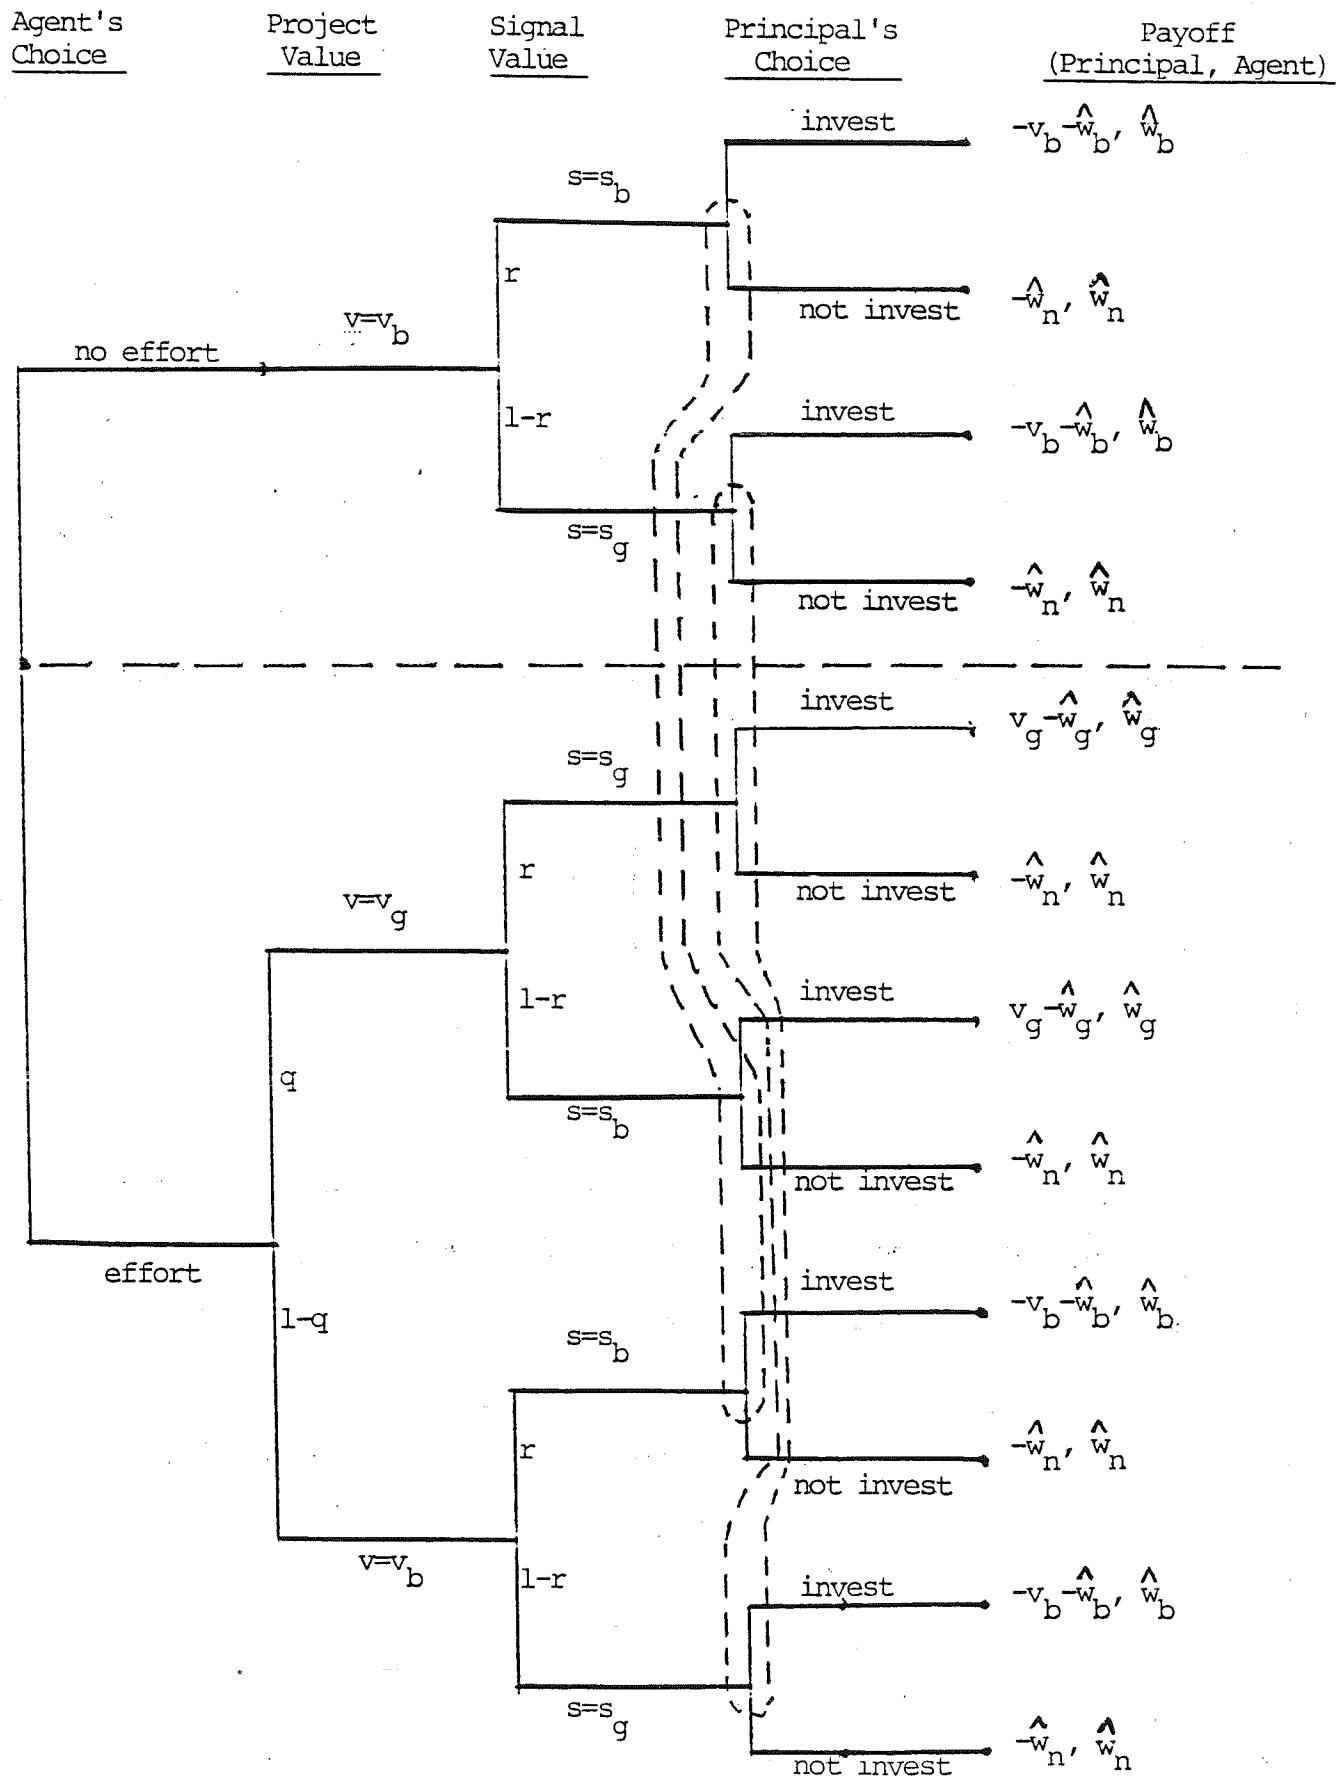 Agent's Choice
Project Value
Signal Value
Principal's Choice
Payoff (Principal, Agent)
invest
-v_b-ŵ_b, ŵ_b
s=s_b
r
not invest
-ŵ_n, ŵ_n
v=v_b
no effort
1-r
invest
-v_b-ŵ_b, ŵ_b
s=s_g
not invest
-ŵ_n, ŵ_n
invest
v_g-ŵ_g, ŵ_g
s=s_g
r
not invest
-ŵ_n, ŵ_n
v=v_g
1-r
invest
v_g-ŵ_g, ŵ_g
q
s=s_b
not invest
-ŵ_n, ŵ_n
effort
1-q
invest
-v_b-ŵ_b, ŵ_b
s=s_b
r
not invest
-ŵ_n, ŵ_n
v=v_b
1-r
invest
-v_b-ŵ_b, ŵ_b
s=s_g
not invest
-ŵ_n, ŵ_n